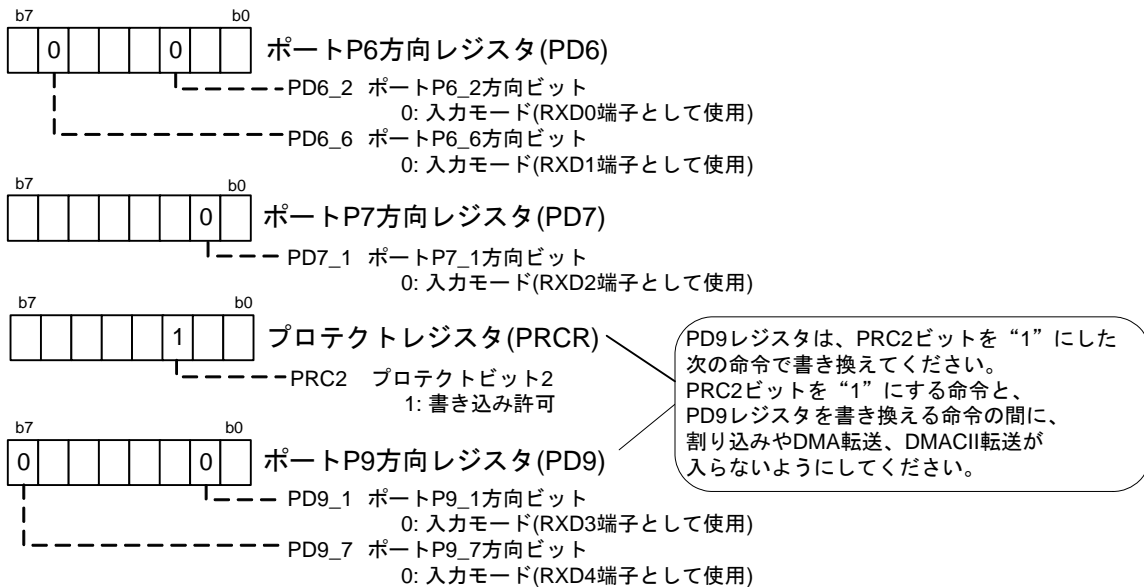 b7 b0
0 0 ポートP6方向レジスタ(PD6)
PD6_2 ポートP6_2方向ビット
0: 入力モード(RXD0端子として使用)
PD6_6 ポートP6_6方向ビット
0: 入力モード(RXD1端子として使用)
b7 b0
0 ポートP7方向レジスタ(PD7)
PD7_1 ポートP7_1方向ビット
0: 入力モード(RXD2端子として使用)
b7 b0
1 プロテクトレジスタ(PRCR)
PRC2 プロテクトビット2
1: 書き込み許可
PD9レジスタは、PRC2ビットを“1”にした
次の命令で書き換えてください。
PRC2ビットを“1”にする命令と、
PD9レジスタを書き換える命令の間に、
割り込みやDMA転送、DMACII転送が
入らないようにしてください。
b7 b0
0 0 ポートP9方向レジスタ(PD9)
PD9_1 ポートP9_1方向ビット
0: 入力モード(RXD3端子として使用)
PD9_7 ポートP9_7方向ビット
0: 入力モード(RXD4端子として使用)